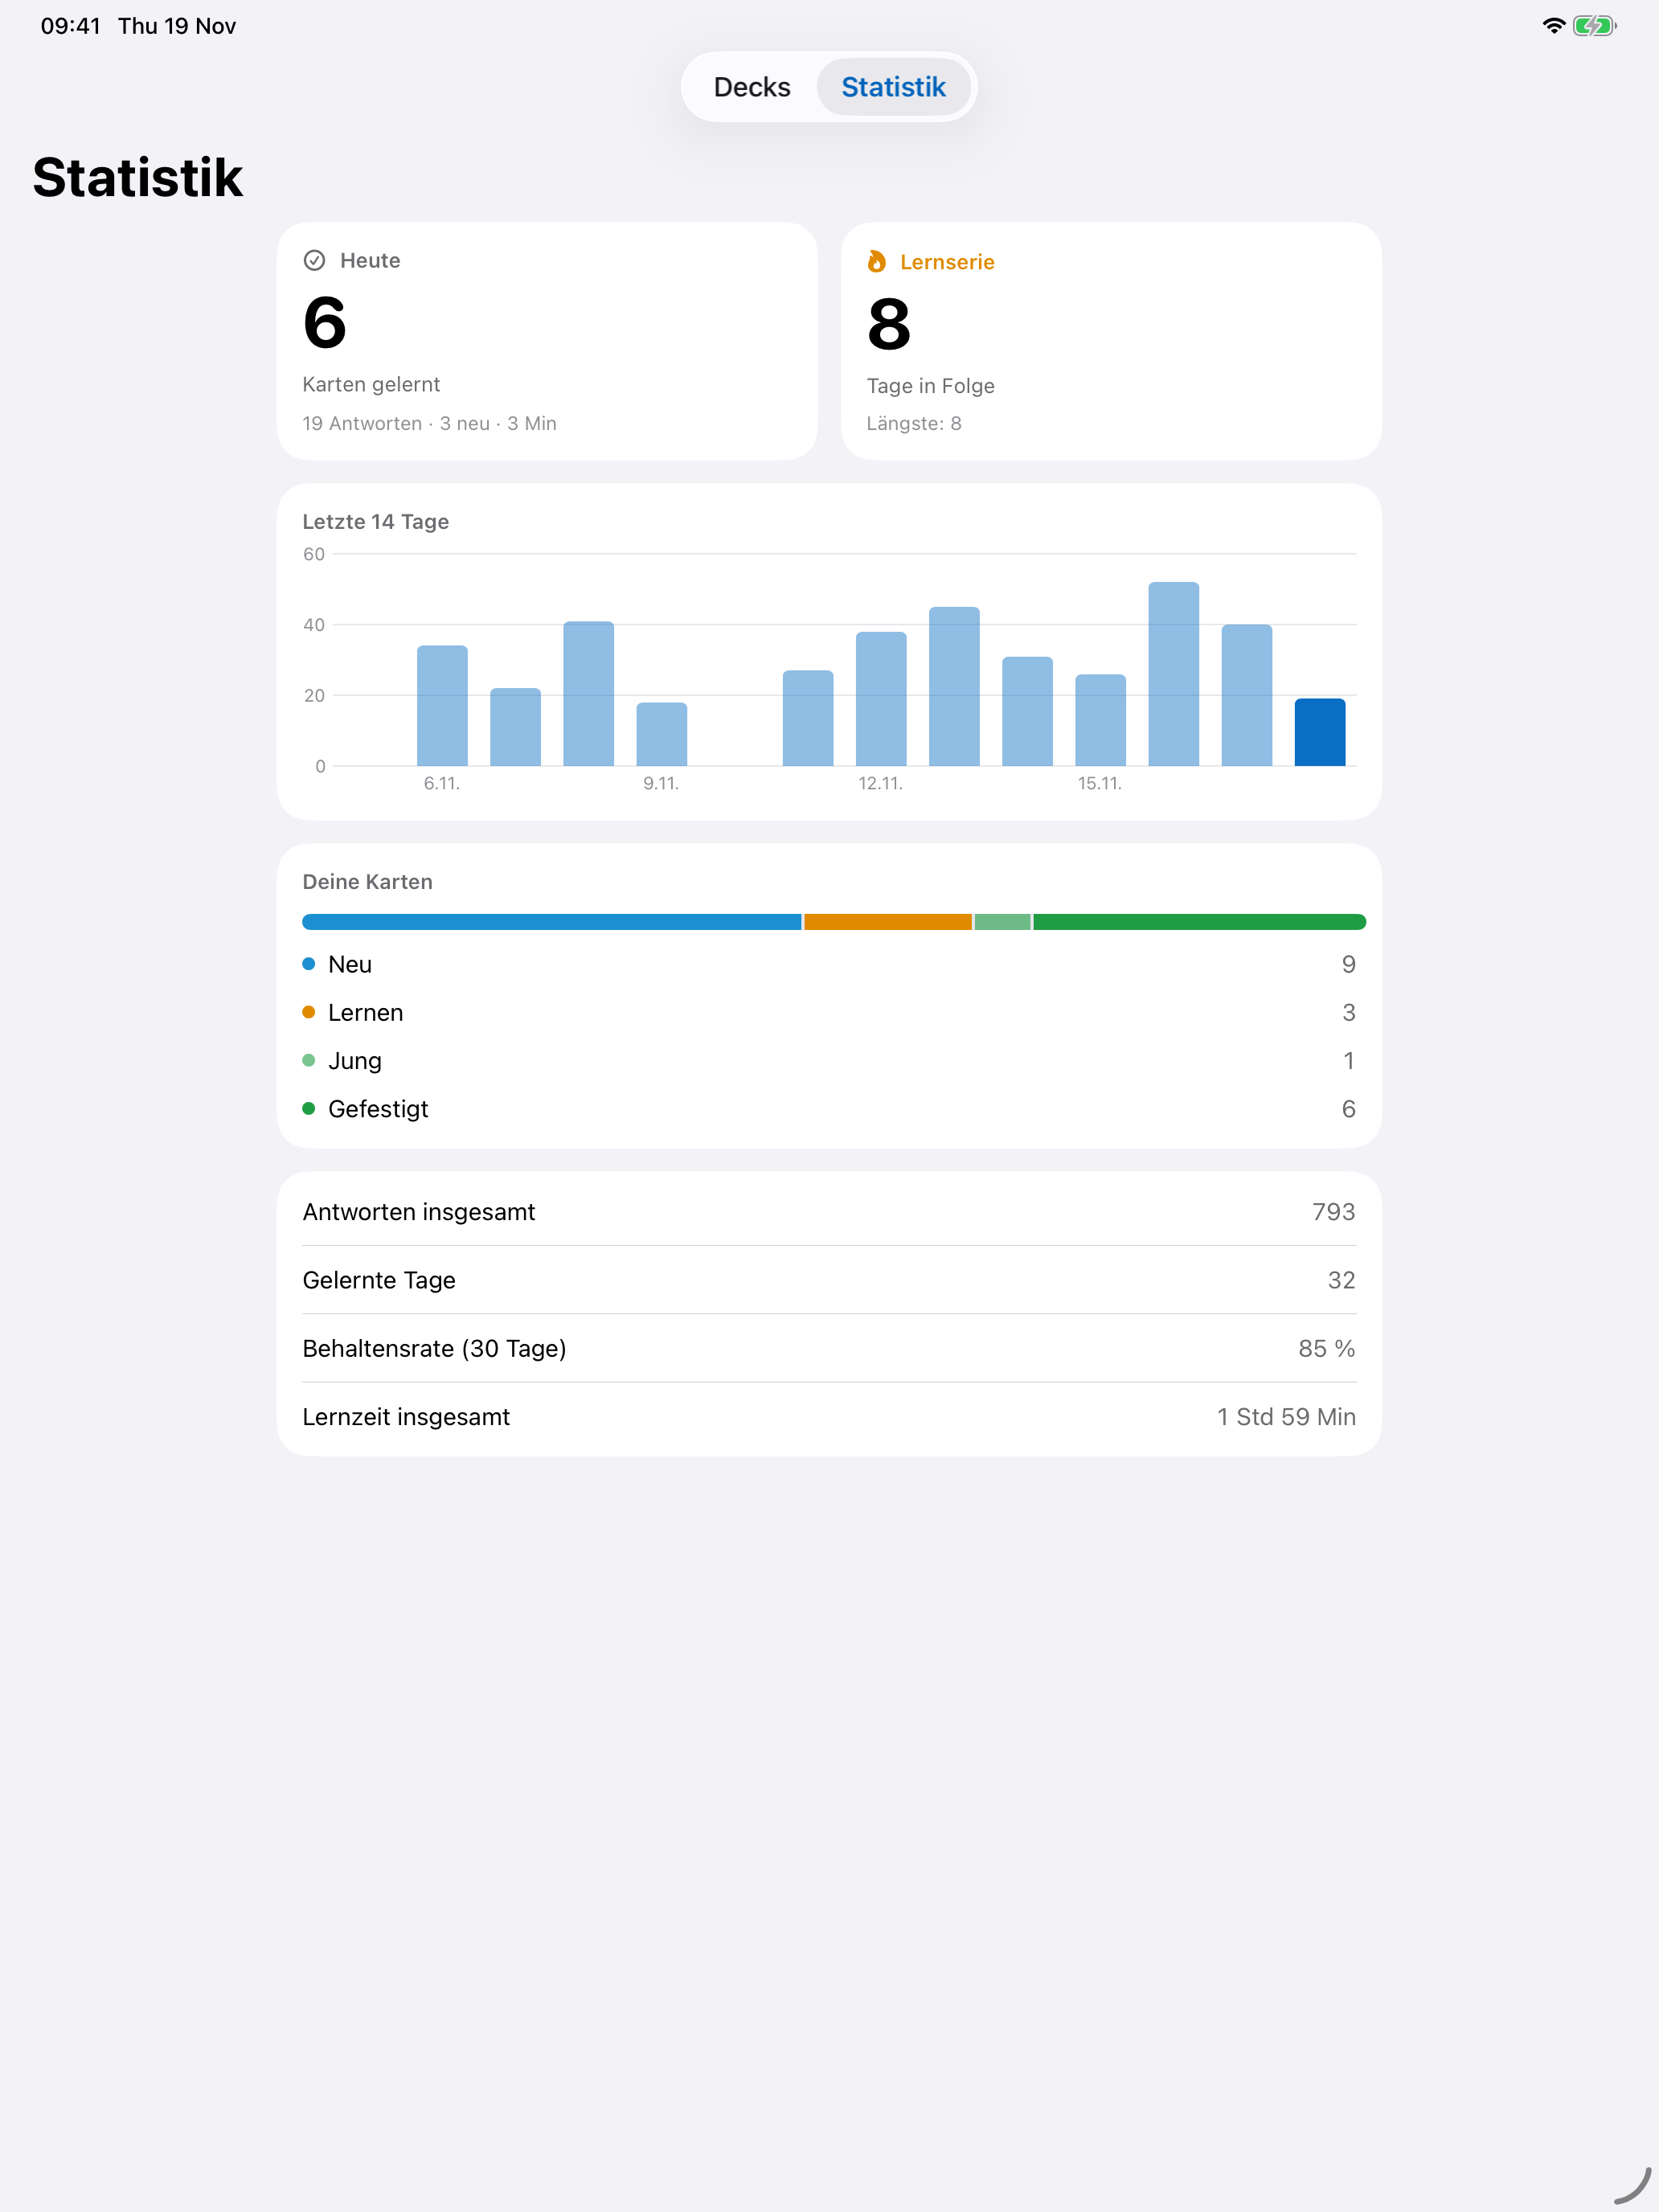 09:41 Thu 19 Nov
Decks Statistik
Statistik
Heute
6
Karten gelernt
19 Antworten · 3 neu · 3 Min
Lernserie
8
Tage in Folge
Längste: 8
Letzte 14 Tage
60
40
20
0
6.11. 9.11. 12.11. 15.11.
Deine Karten
Neu 9
Lernen 3
Jung 1
Gefestigt 6
Antworten insgesamt 793
Gelernte Tage 32
Behaltensrate (30 Tage) 85 %
Lernzeit insgesamt 1 Std 59 Min